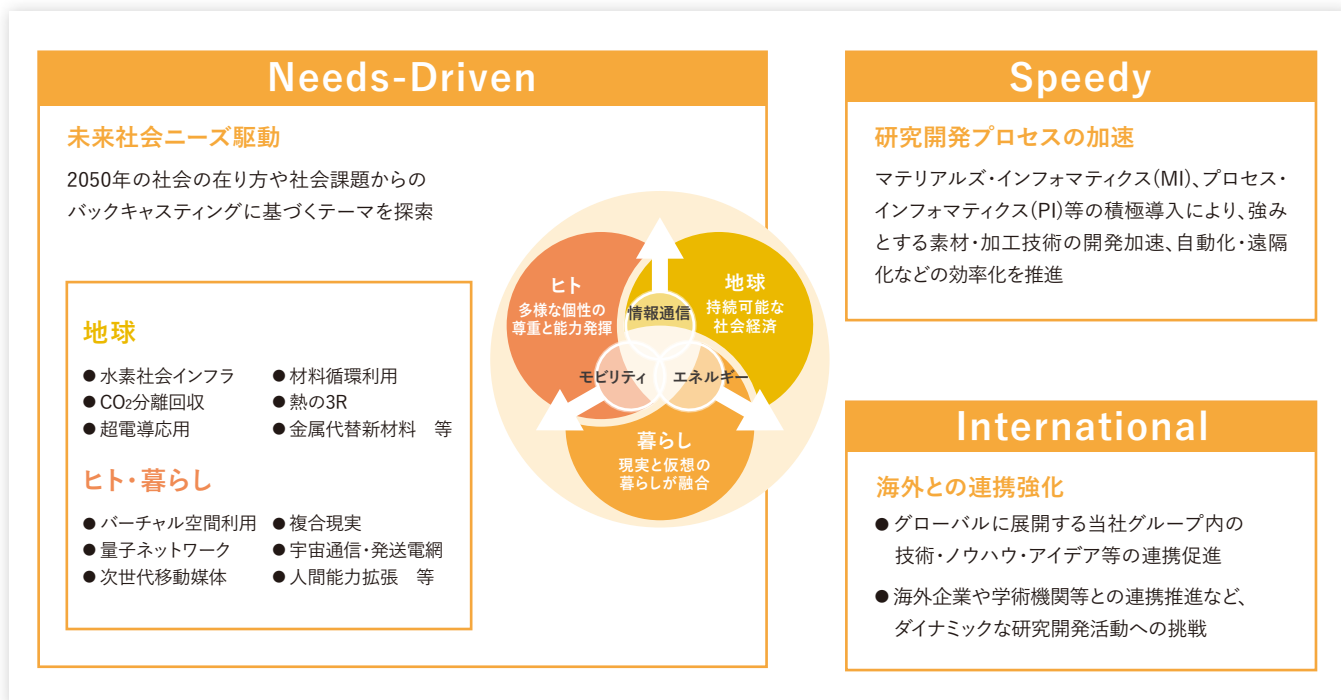 Needs-Driven
未来社会ニーズ駆動
2050年の社会の在り方や社会課題からの
バックキャスティングに基づくテーマを探索
地球
● 水素社会インフラ
● CO₂分離回収
● 超電導応用
● 材料循環利用
● 熱の3R
● 金属代替新材料 等
ヒト・暮らし
● バーチャル空間利用
● 量子ネットワーク
● 次世代移動媒体
● 複合現実
● 宇宙通信・発送電網
● 人間能力拡張 等
ヒト
多様な個性の
尊重と能力発揮
地球
持続可能な
社会経済
情報通信
モビリティ
エネルギー
暮らし
現実と仮想の
暮らしが融合
Speedy
研究開発プロセスの加速
マテリアルズ・インフォマティクス(MI)、プロセス・
インフォマティクス(PI)等の積極導入により、強み
とする素材・加工技術の開発加速、自動化・遠隔
化などの効率化を推進
International
海外との連携強化
● グローバルに展開する当社グループ内の
技術・ノウハウ・アイデア等の連携促進
● 海外企業や学術機関等との連携推進など、
ダイナミックな研究開発活動への挑戦